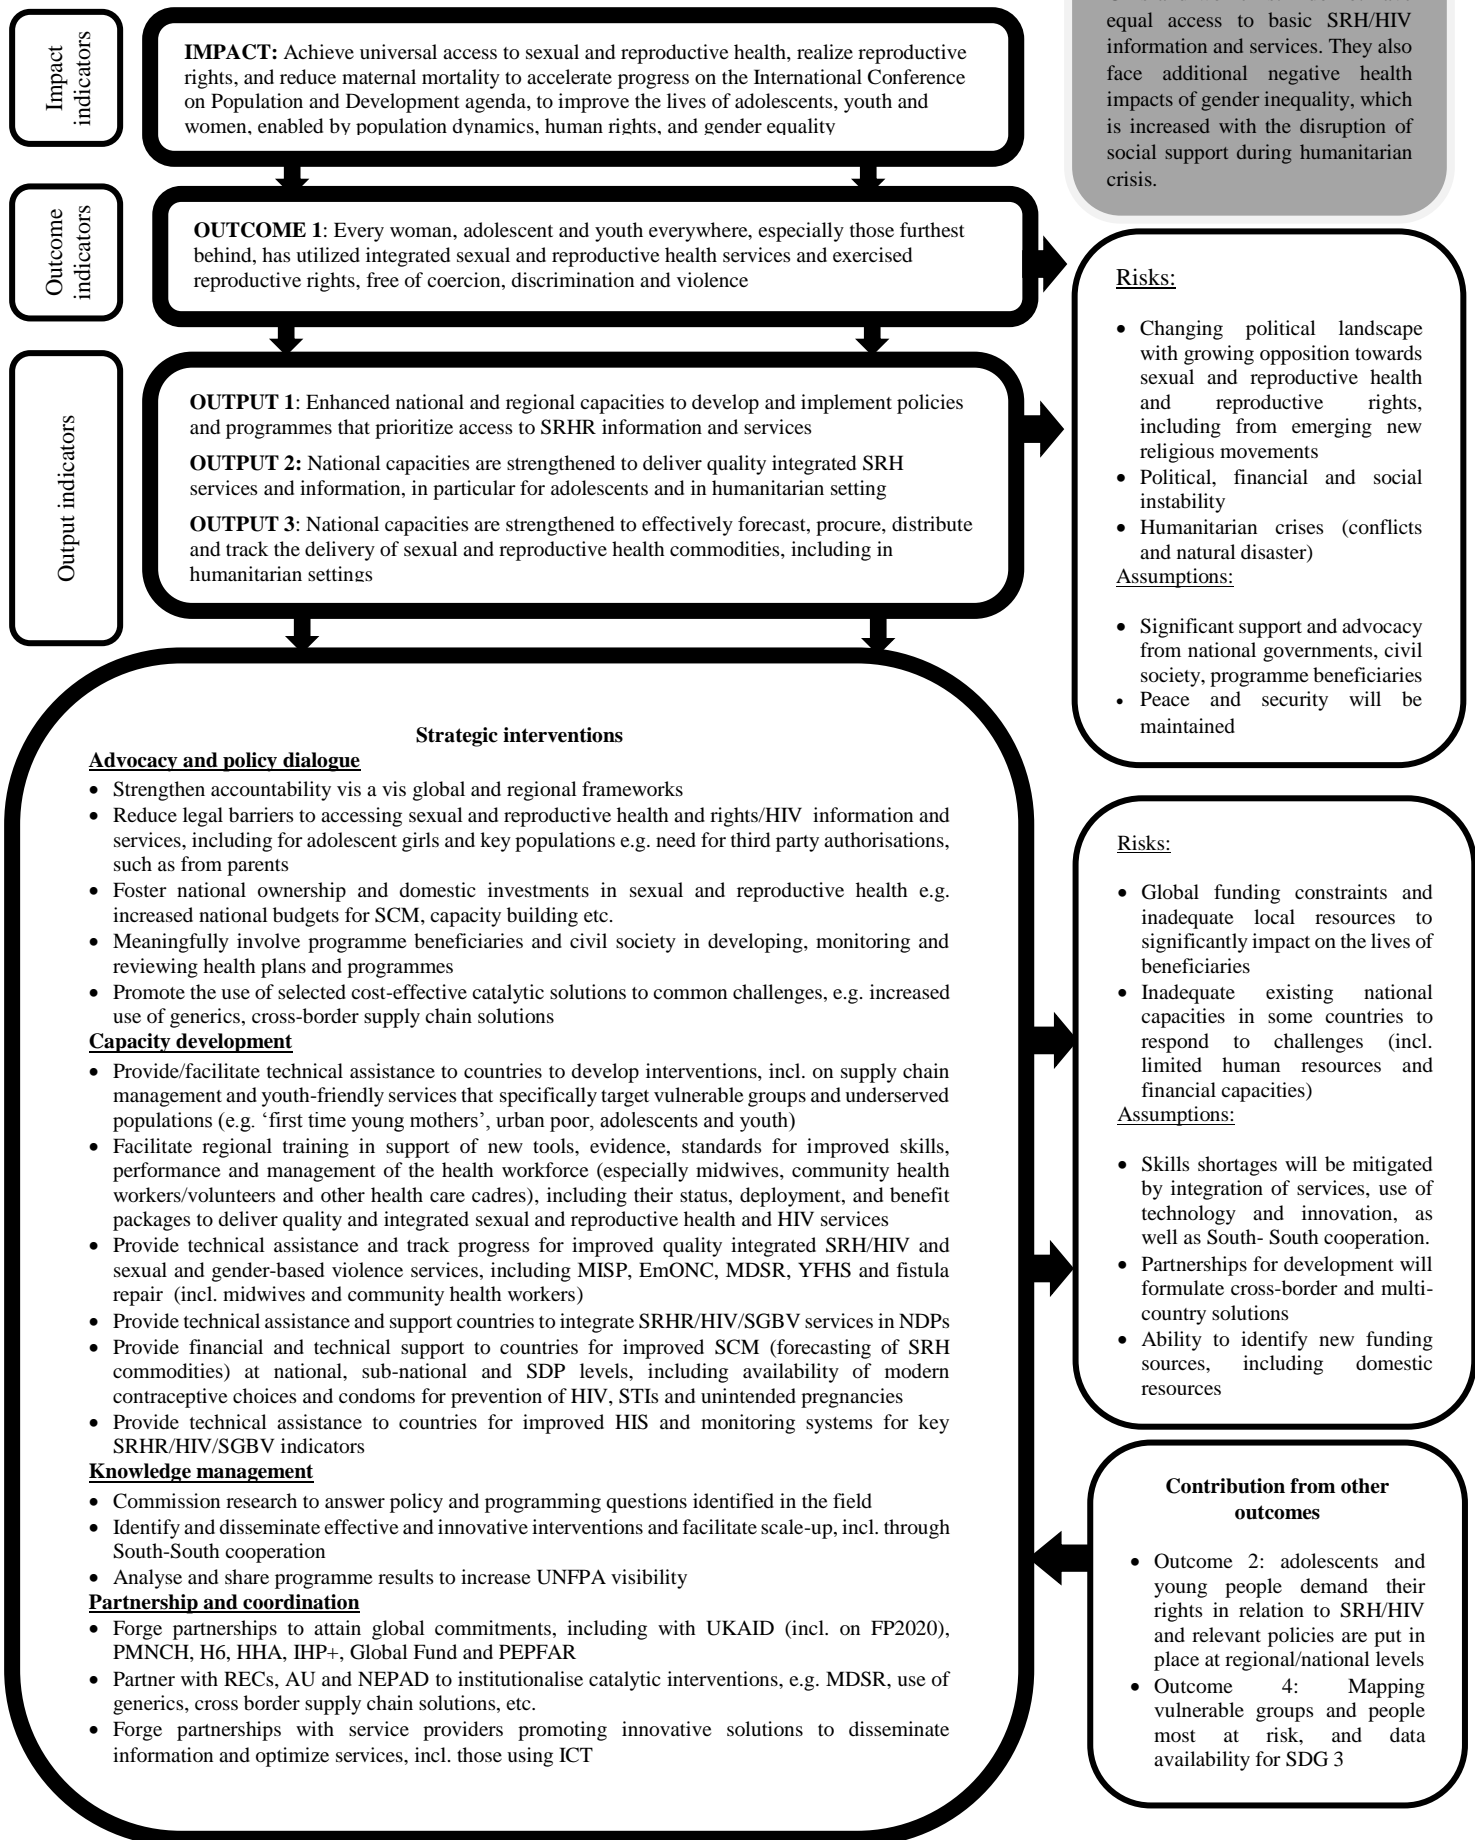 Impact
indicators
IMPACT: Achieve universal access to sexual and reproductive health, realize reproductive
rights, and reduce maternal mortality to accelerate progress on the International Conference
on Population and Development agenda, to improve the lives of adolescents, youth and
women, enabled by population dynamics, human rights, and gender equality
equal access to basic SRH/HIV
information and services. They also
face additional negative health
impacts of gender inequality, which
is increased with the disruption of
social support during humanitarian
crisis.
Outcome
indicators
OUTCOME 1: Every woman, adolescent and youth everywhere, especially those furthest
behind, has utilized integrated sexual and reproductive health services and exercised
reproductive rights, free of coercion, discrimination and violence
Output indicators
OUTPUT 1: Enhanced national and regional capacities to develop and implement policies
and programmes that prioritize access to SRHR information and services
OUTPUT 2: National capacities are strengthened to deliver quality integrated SRH
services and information, in particular for adolescents and in humanitarian setting
OUTPUT 3: National capacities are strengthened to effectively forecast, procure, distribute
and track the delivery of sexual and reproductive health commodities, including in
humanitarian settings
Risks:
• Changing political landscape
with growing opposition towards
sexual and reproductive health
and reproductive rights,
including from emerging new
religious movements
• Political, financial and social
instability
• Humanitarian crises (conflicts
and natural disaster)
Assumptions:
• Significant support and advocacy
from national governments, civil
society, programme beneficiaries
• Peace and security will be
maintained
Strategic interventions
Advocacy and policy dialogue
• Strengthen accountability vis a vis global and regional frameworks
• Reduce legal barriers to accessing sexual and reproductive health and rights/HIV information and
services, including for adolescent girls and key populations e.g. need for third party authorisations,
such as from parents
• Foster national ownership and domestic investments in sexual and reproductive health e.g.
increased national budgets for SCM, capacity building etc.
• Meaningfully involve programme beneficiaries and civil society in developing, monitoring and
reviewing health plans and programmes
• Promote the use of selected cost-effective catalytic solutions to common challenges, e.g. increased
use of generics, cross-border supply chain solutions
Capacity development
• Provide/facilitate technical assistance to countries to develop interventions, incl. on supply chain
management and youth-friendly services that specifically target vulnerable groups and underserved
populations (e.g. ‘first time young mothers’, urban poor, adolescents and youth)
• Facilitate regional training in support of new tools, evidence, standards for improved skills,
performance and management of the health workforce (especially midwives, community health
workers/volunteers and other health care cadres), including their status, deployment, and benefit
packages to deliver quality and integrated sexual and reproductive health and HIV services
• Provide technical assistance and track progress for improved quality integrated SRH/HIV and
sexual and gender-based violence services, including MISP, EmONC, MDSR, YFHS and fistula
repair (incl. midwives and community health workers)
• Provide technical assistance and support countries to integrate SRHR/HIV/SGBV services in NDPs
• Provide financial and technical support to countries for improved SCM (forecasting of SRH
commodities) at national, sub-national and SDP levels, including availability of modern
contraceptive choices and condoms for prevention of HIV, STIs and unintended pregnancies
• Provide technical assistance to countries for improved HIS and monitoring systems for key
SRHR/HIV/SGBV indicators
Knowledge management
• Commission research to answer policy and programming questions identified in the field
• Identify and disseminate effective and innovative interventions and facilitate scale-up, incl. through
South-South cooperation
• Analyse and share programme results to increase UNFPA visibility
Partnership and coordination
• Forge partnerships to attain global commitments, including with UKAID (incl. on FP2020),
PMNCH, H6, HHA, IHP+, Global Fund and PEPFAR
• Partner with RECs, AU and NEPAD to institutionalise catalytic interventions, e.g. MDSR, use of
generics, cross border supply chain solutions, etc.
• Forge partnerships with service providers promoting innovative solutions to disseminate
information and optimize services, incl. those using ICT
Risks:
• Global funding constraints and
inadequate local resources to
significantly impact on the lives of
beneficiaries
• Inadequate existing national
capacities in some countries to
respond to challenges (incl.
limited human resources and
financial capacities)
Assumptions:
• Skills shortages will be mitigated
by integration of services, use of
technology and innovation, as
well as South- South cooperation.
• Partnerships for development will
formulate cross-border and multi-
country solutions
• Ability to identify new funding
sources, including domestic
resources
Contribution from other
outcomes
• Outcome 2: adolescents and
young people demand their
rights in relation to SRH/HIV
and relevant policies are put in
place at regional/national levels
• Outcome 4: Mapping
vulnerable groups and people
most at risk, and data
availability for SDG 3